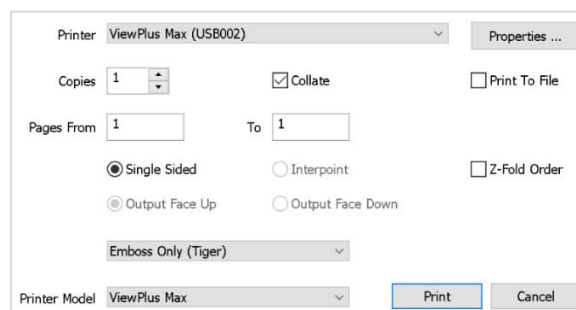 Printer ViewPlus Max (USB002) Properties ...
Copies 1 Collate Print To File
Pages From 1 To 1
Single Sided Interpoint Z-Fold Order
Output Face Up Output Face Down
Emboss Only (Tiger)
Printer Model ViewPlus Max Print Cancel